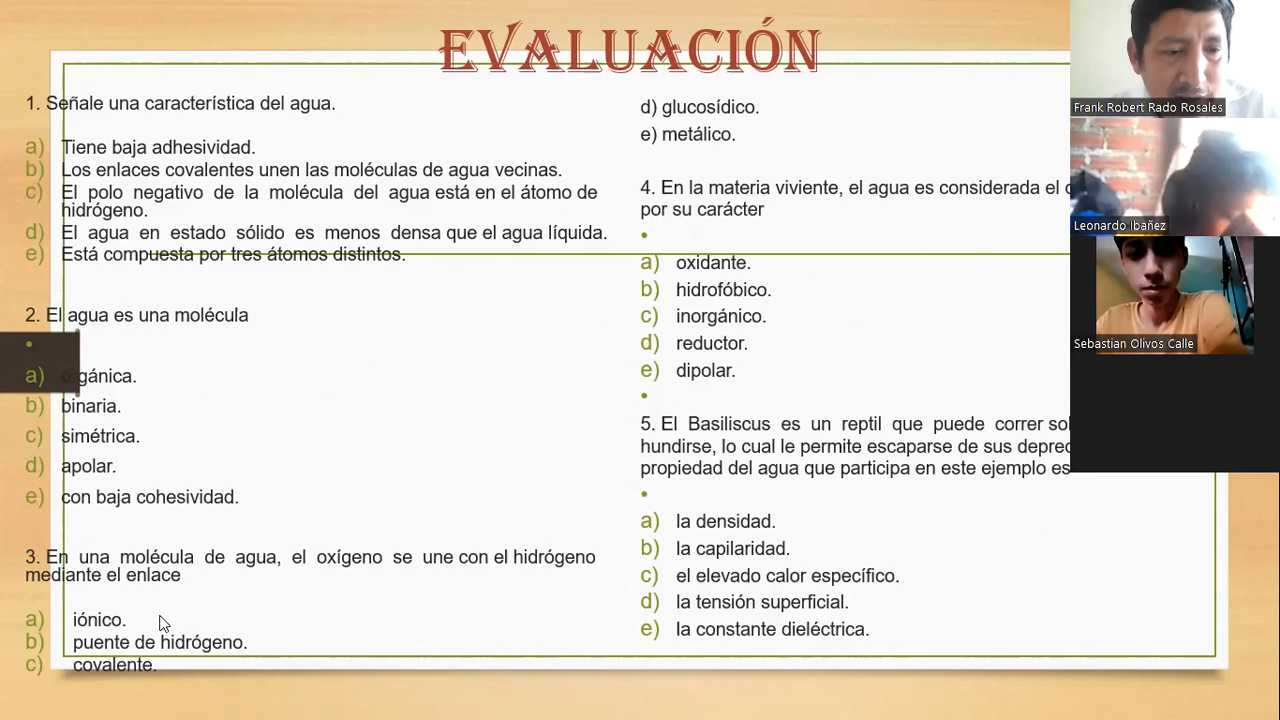 EVALUACIÓN
1. Señale una característica del agua.
a) Tiene baja adhesividad.
b) Los enlaces covalentes unen las moléculas de agua vecinas.
c) El polo negativo de la molécula del agua está en el átomo de
hidrógeno.
d) El agua en estado sólido es menos densa que el agua líquida.
e) Está compuesta por tres átomos distintos.
2. El agua es una molécula
a) orgánica.
b) binaria.
c) simétrica.
d) apolar.
e) con baja cohesividad.
3. En una molécula de agua, el oxígeno se une con el hidrógeno
mediante el enlace
a) iónico.
b) puente de hidrógeno.
c) covalente.
d) glucosídico.
e) metálico.
4. En la materia viviente, el agua es considerada el
por su carácter
a) oxidante.
b) hidrofóbico.
c) inorgánico.
d) reductor.
e) dipolar.
5. El Basiliscus es un reptil que puede correr
hundirse, lo cual le permite escaparse de sus
propiedad del agua que participa en este ejemplo es
a) la densidad.
b) la capilaridad.
c) el elevado calor específico.
d) la tensión superficial.
e) la constante dieléctrica.
Frank Robert Rado Rosales
Leonardo Ibañez
Sebastian Olivos Calle